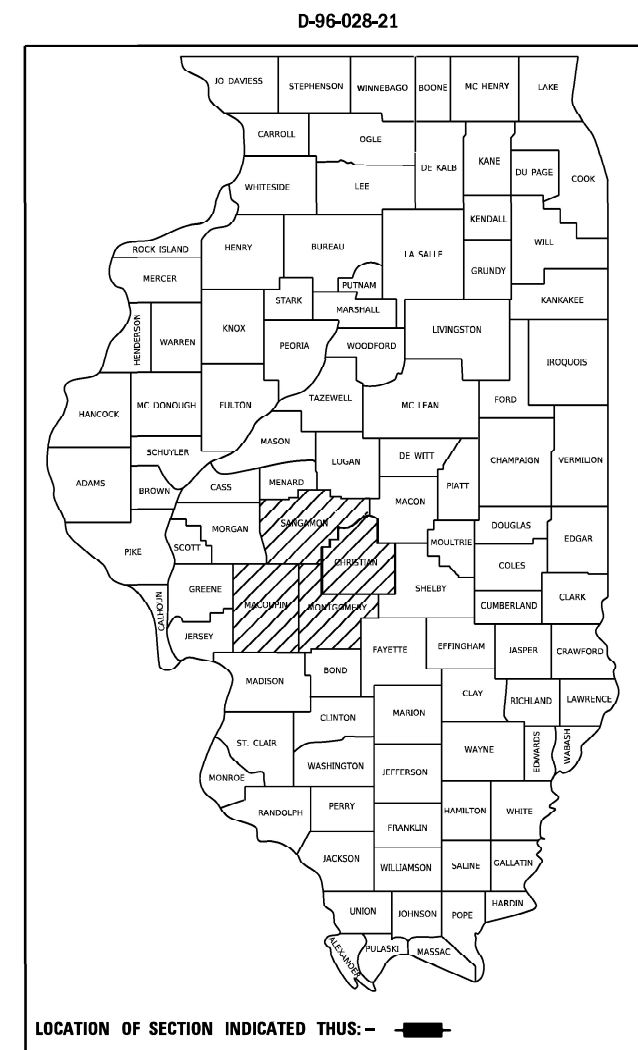 D-96-028-21
JO DAVIESS STEPHENSON WINNEBAGO BOONE MC HENRY LAKE
CARROLL OGLE DE KALB KANE DU PAGE COOK
WHITESIDE LEE
KENDALL
ROCK ISLAND HENRY BUREAU LA SALLE WILL
MERCER PUTNAM GRUNDY
STARK MARSHALL KANKAKEE
HENDERSON WARREN KNOX PEORIA WOODFORD LIVINGSTON
IROQUOIS
HANCOCK MC DONOUGH FULTON TAZEWELL MC LEAN FORD
MASON
SCHUYLER LOGAN DE WITT CHAMPAIGN VERMILION
ADAMS BROWN CASS MENARD MACON PIATT
SANGAMON DOUGLAS
MORGAN MOULTRIE EDGAR
PIKE SCOTT CHRISTIAN COLES
CALHOUN GREENE MACOUPIN MONTGOMERY SHELBY CUMBERLAND CLARK
JERSEY FAYETTE EFFINGHAM JASPER CRAWFORD
MADISON BOND
CLAY RICHLAND LAWRENCE
CLINTON MARION
ST. CLAIR WAYNE EDWARDS WABASH
MONROE WASHINGTON JEFFERSON
RANDOLPH PERRY HAMILTON WHITE
FRANKLIN
JACKSON WILLIAMSON SALINE GALLATIN
UNION JOHNSON POPE HARDIN
ALEXANDER PULASKI MASSAC
LOCATION OF SECTION INDICATED THUS: –